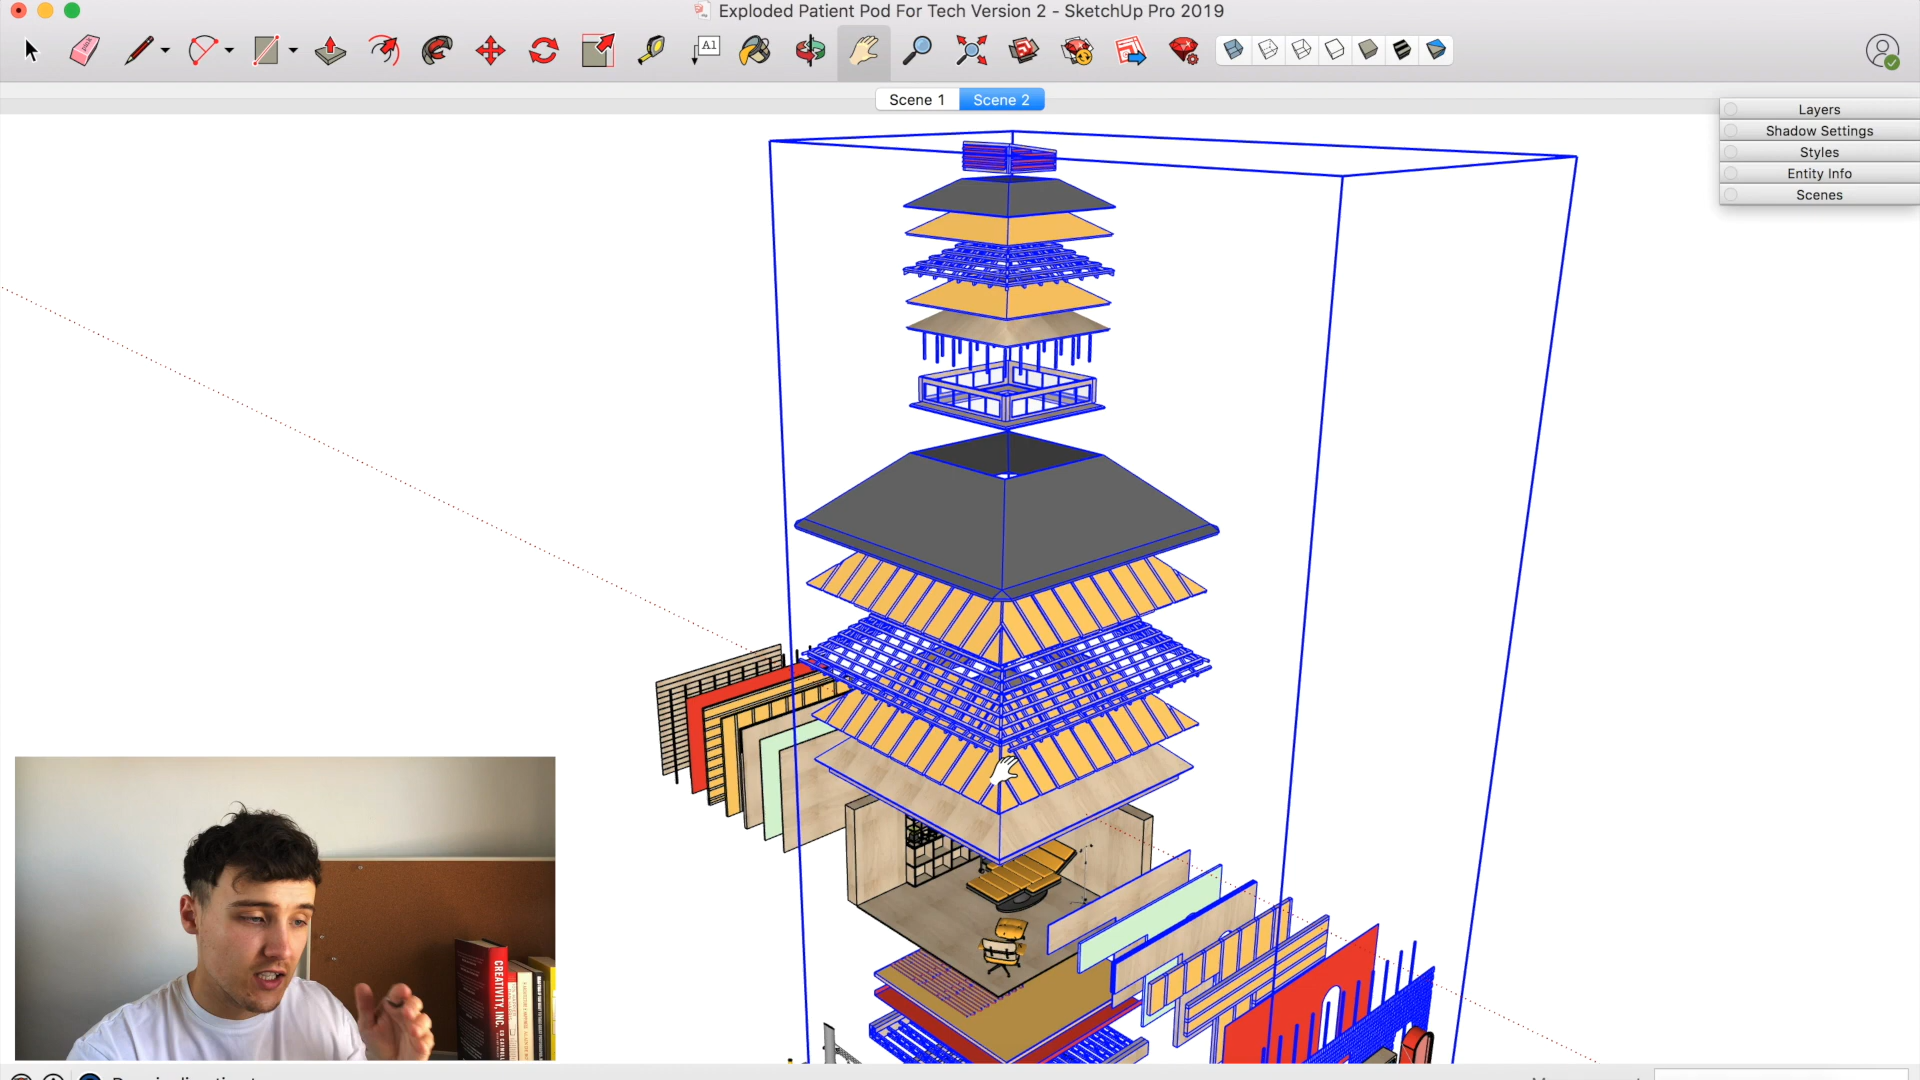 Exploded Patient Pod For Tech Version 2 - SketchUp Pro 2019
A1
Scene 1
Scene 2
Layers
Shadow Settings
Styles
Entity Info
Scenes
CREATIVITY, INC.